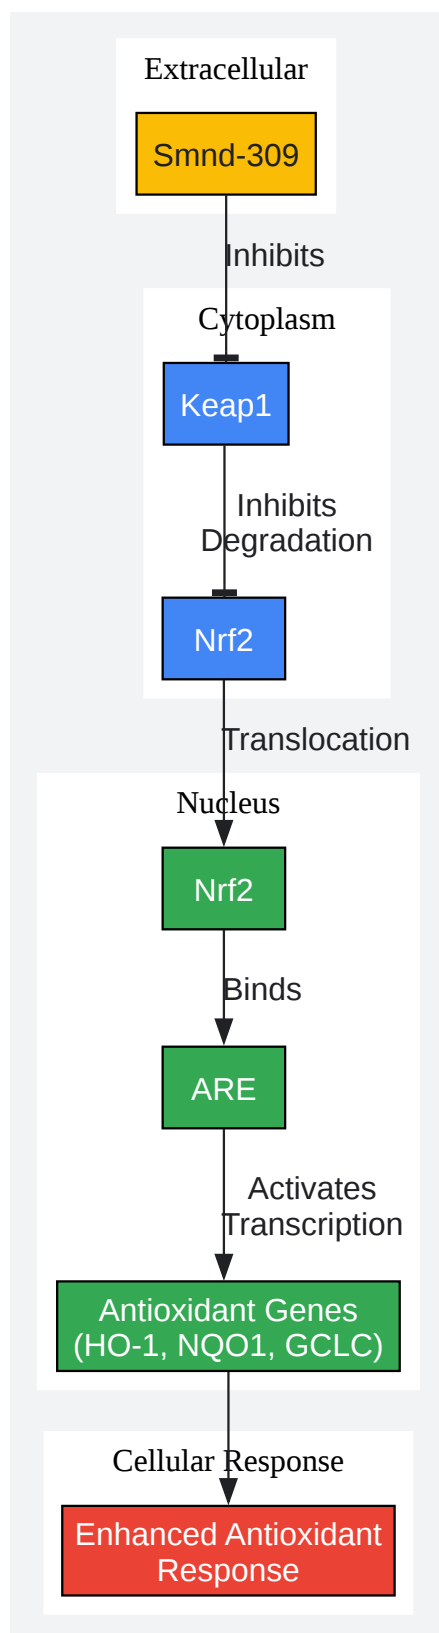 Extracellular
Smnd-309
Inhibits
Cytoplasm
Keap1
Inhibits
Degradation
Nrf2
Translocation
Nucleus
Nrf2
Binds
ARE
Activates
Transcription
Antioxidant Genes
(HO-1, NQO1, GCLC)
Cellular Response
Enhanced Antioxidant
Response